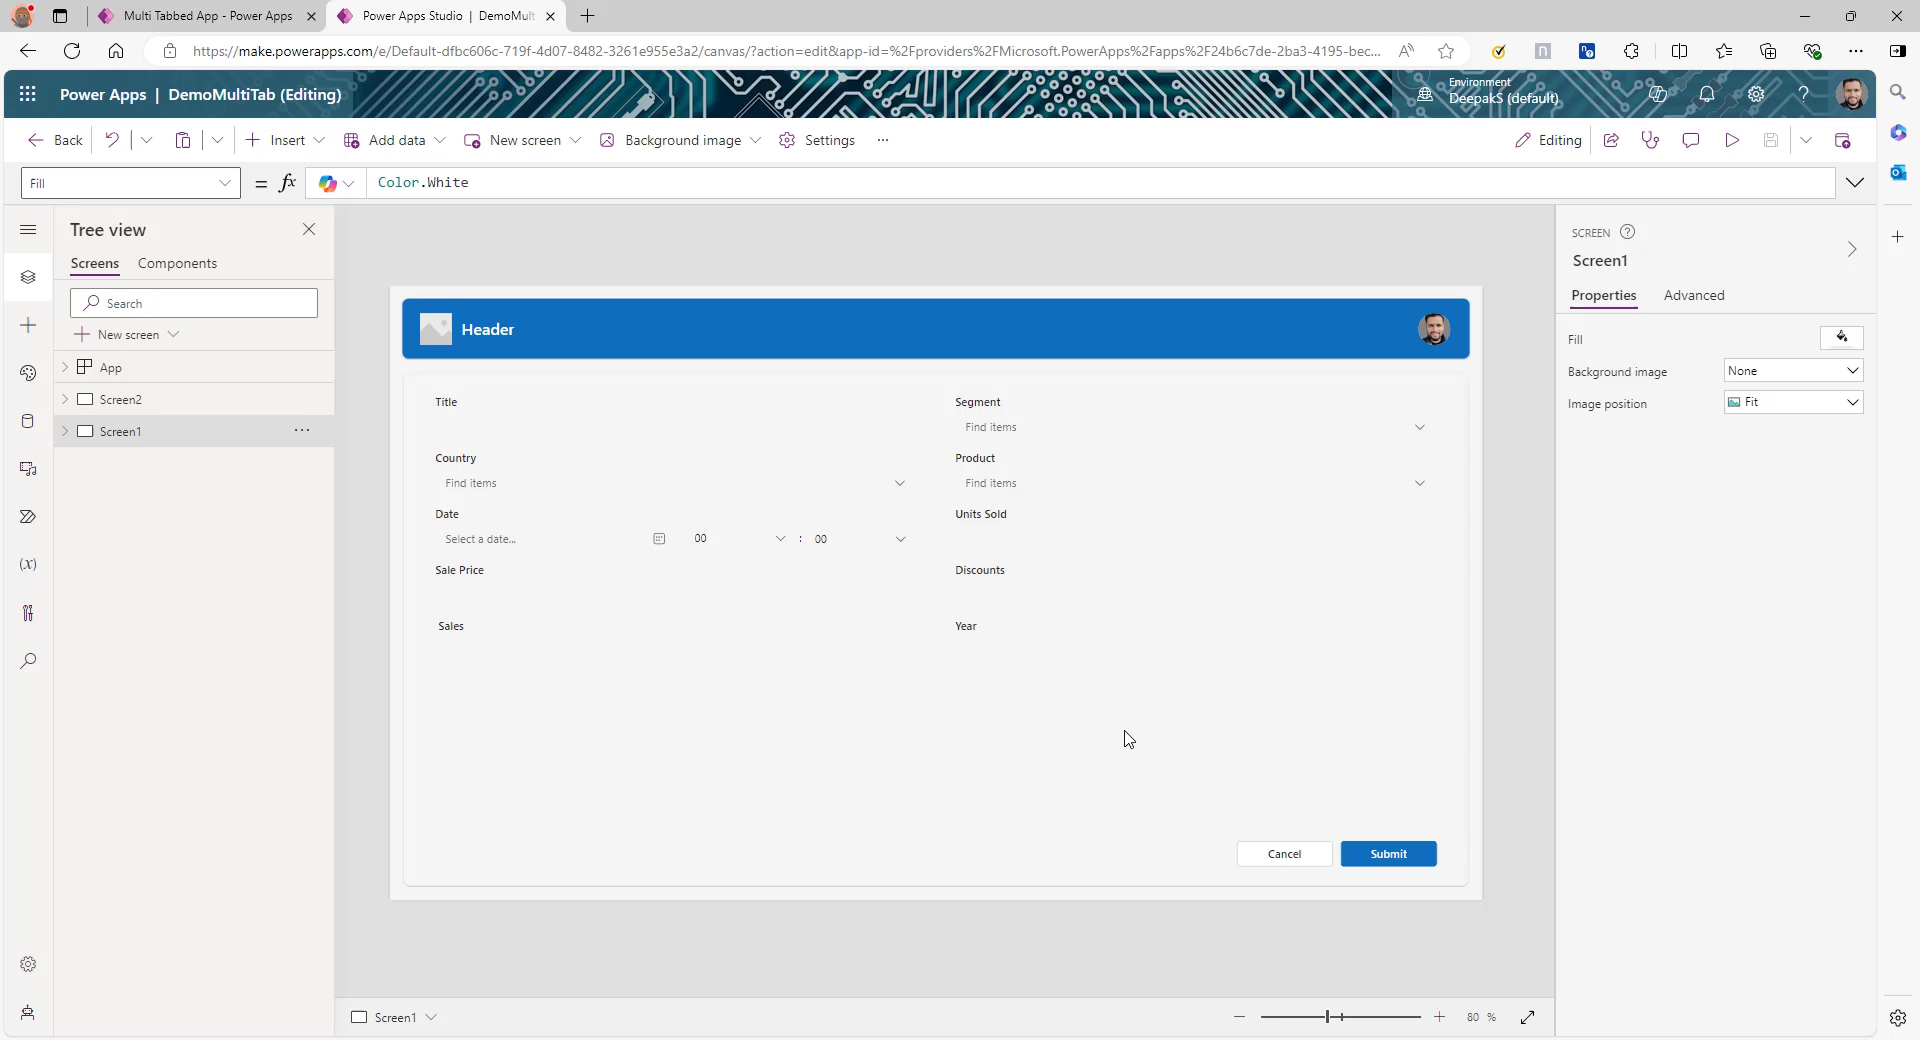 Multi Tabbed App - Power Apps
Power Apps Studio | DemoMult
https://make.powerapps.com/e/Default-dfbc606c-719f-4d07-8482-3261e955e3a2/canvas/?action=edit&app-id=%2Fproviders%2FMicrosoft.PowerApps%2Fapps%2F24b6c7de-2ba3-4195-bec...
Power Apps | DemoMultiTab (Editing)
Environment
DeepakS (default)
Back
Insert
Add data
New screen
Background image
Settings
Editing
Fill
= fx
Color.White
Tree view
Screens
Components
Search
New screen
App
Screen2
Screen1
Header
Title
Segment
Find items
Country
Product
Find items
Find items
Date
Units Sold
Select a date...
00
:
00
Sale Price
Discounts
Sales
Year
Cancel
Submit
SCREEN
Screen1
Properties
Advanced
Fill
Background image
None
Image position
Fit
Screen1
80 %